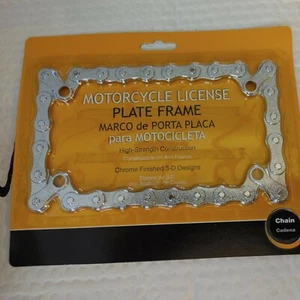 MOTORCYCLE LICENSE
PLATE FRAME
MARCO de PORTA PLACA
para MOTOCICLETA
High-Strength Construction
Chrome Finished 3-D Designs
Chain
Cadena